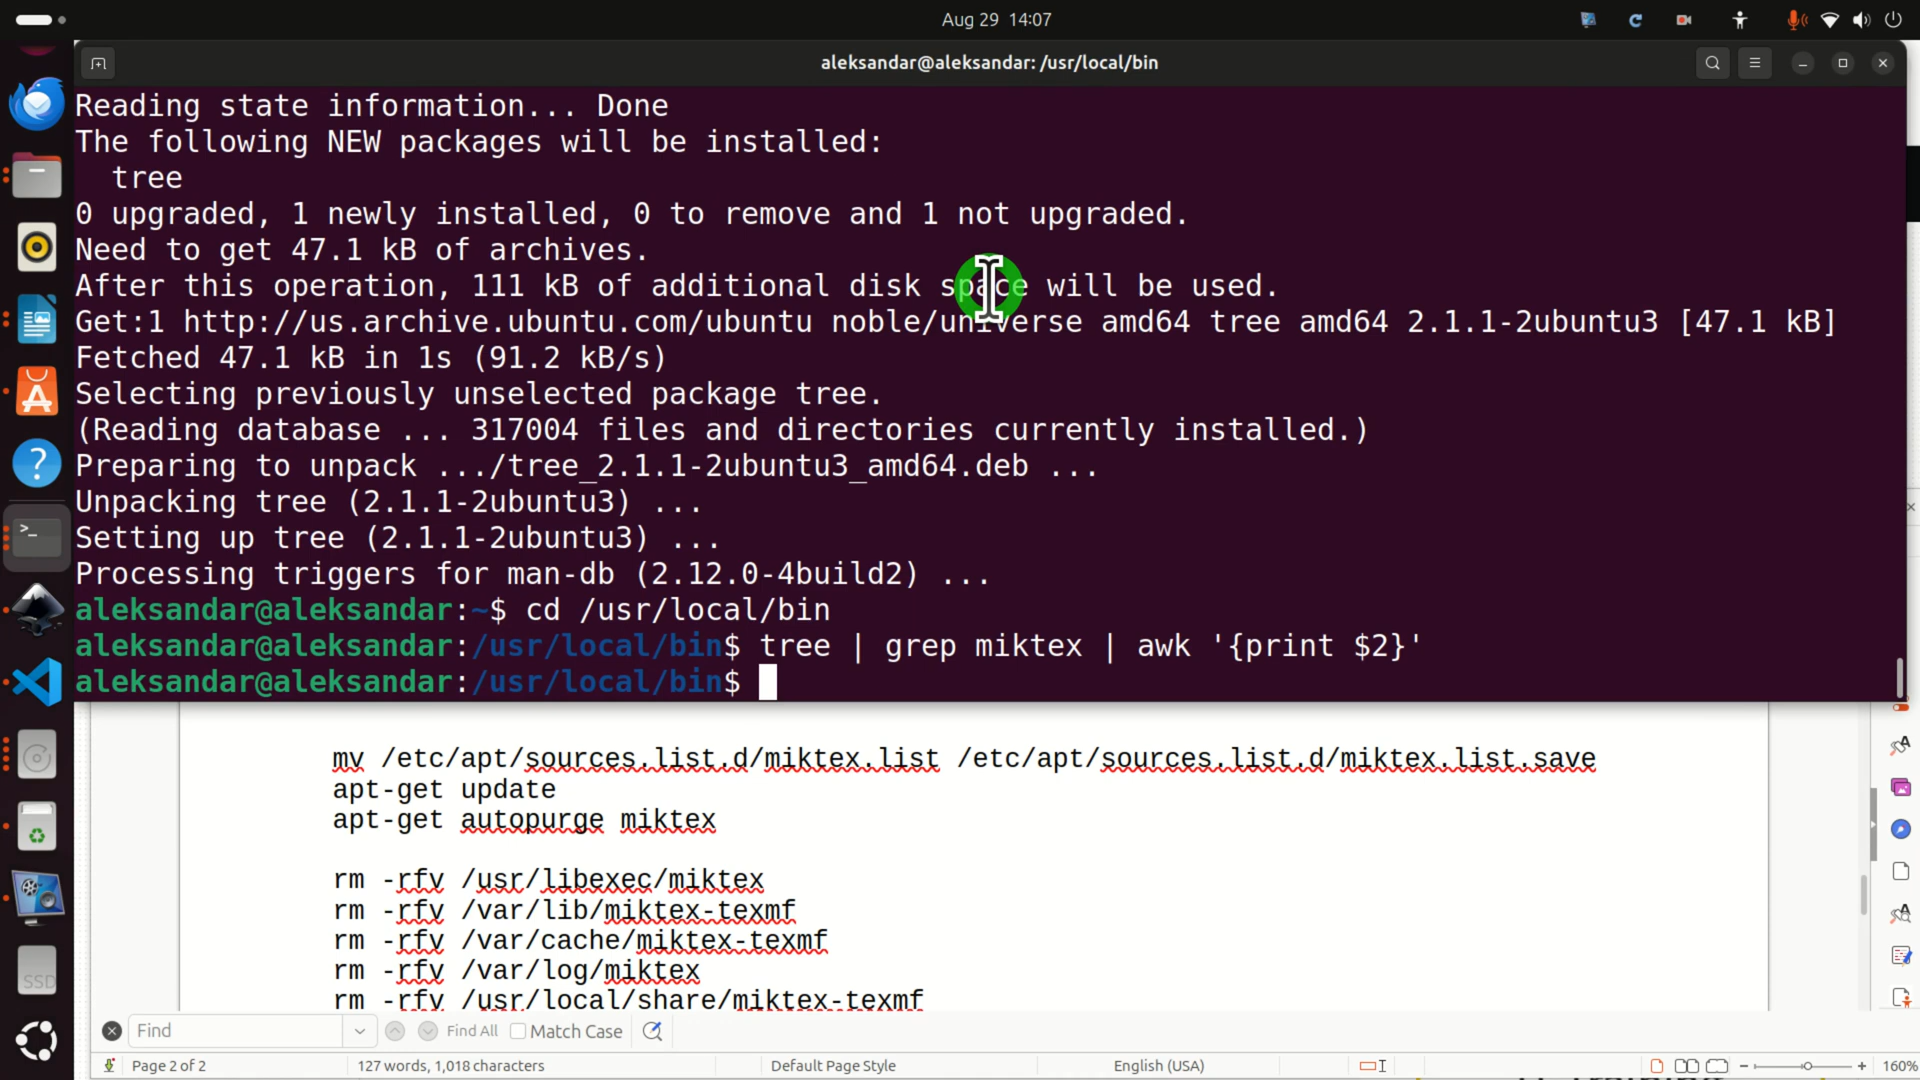 Aug 29 14:07
aleksandar@aleksandar: /usr/local/bin
Reading state information... Done
The following NEW packages will be installed:
tree
0 upgraded, 1 newly installed, 0 to remove and 1 not upgraded.
Need to get 47.1 kB of archives.
After this operation, 111 kB of additional disk space will be used.
Get:1 http://us.archive.ubuntu.com/ubuntu noble/universe amd64 tree amd64 2.1.1-2ubuntu3 [47.1 kB]
Fetched 47.1 kB in 1s (91.2 kB/s)
Selecting previously unselected package tree.
(Reading database ... 317004 files and directories currently installed.)
Preparing to unpack .../tree_2.1.1-2ubuntu3_amd64.deb ...
Unpacking tree (2.1.1-2ubuntu3) ...
Setting up tree (2.1.1-2ubuntu3) ...
Processing triggers for man-db (2.12.0-4build2) ...
aleksandar@aleksandar:~$ cd /usr/local/bin
aleksandar@aleksandar:/usr/local/bin$ tree | grep miktex | awk '{print $2}'
aleksandar@aleksandar:/usr/local/bin$
mv /etc/apt/sources.list.d/miktex.list /etc/apt/sources.list.d/miktex.list.save
apt-get update
apt-get autopurge miktex
rm -rfv /usr/libexec/miktex
rm -rfv /var/lib/miktex-texmf
rm -rfv /var/cache/miktex-texmf
rm -rfv /var/log/miktex
rm -rfv /usr/local/share/miktex-texmf
SSD
Find
Find All
Match Case
Page 2 of 2
127 words, 1,018 characters
Default Page Style
English (USA)
160%